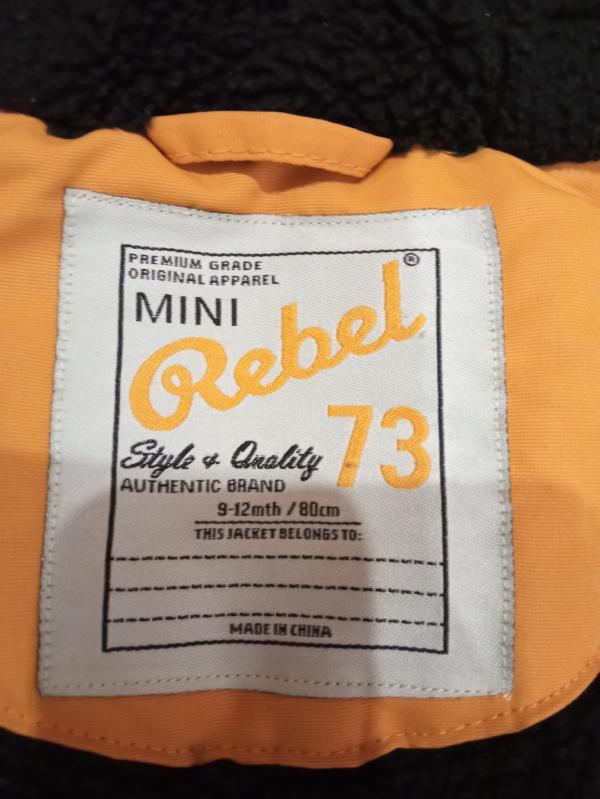 PREMIUM GRADE
ORIGINAL APPAREL
MINI
Rebel®
73
Style & Quality
AUTHENTIC BRAND
9-12mth / 80cm
THIS JACKET BELONGS TO:
MADE IN CHINA